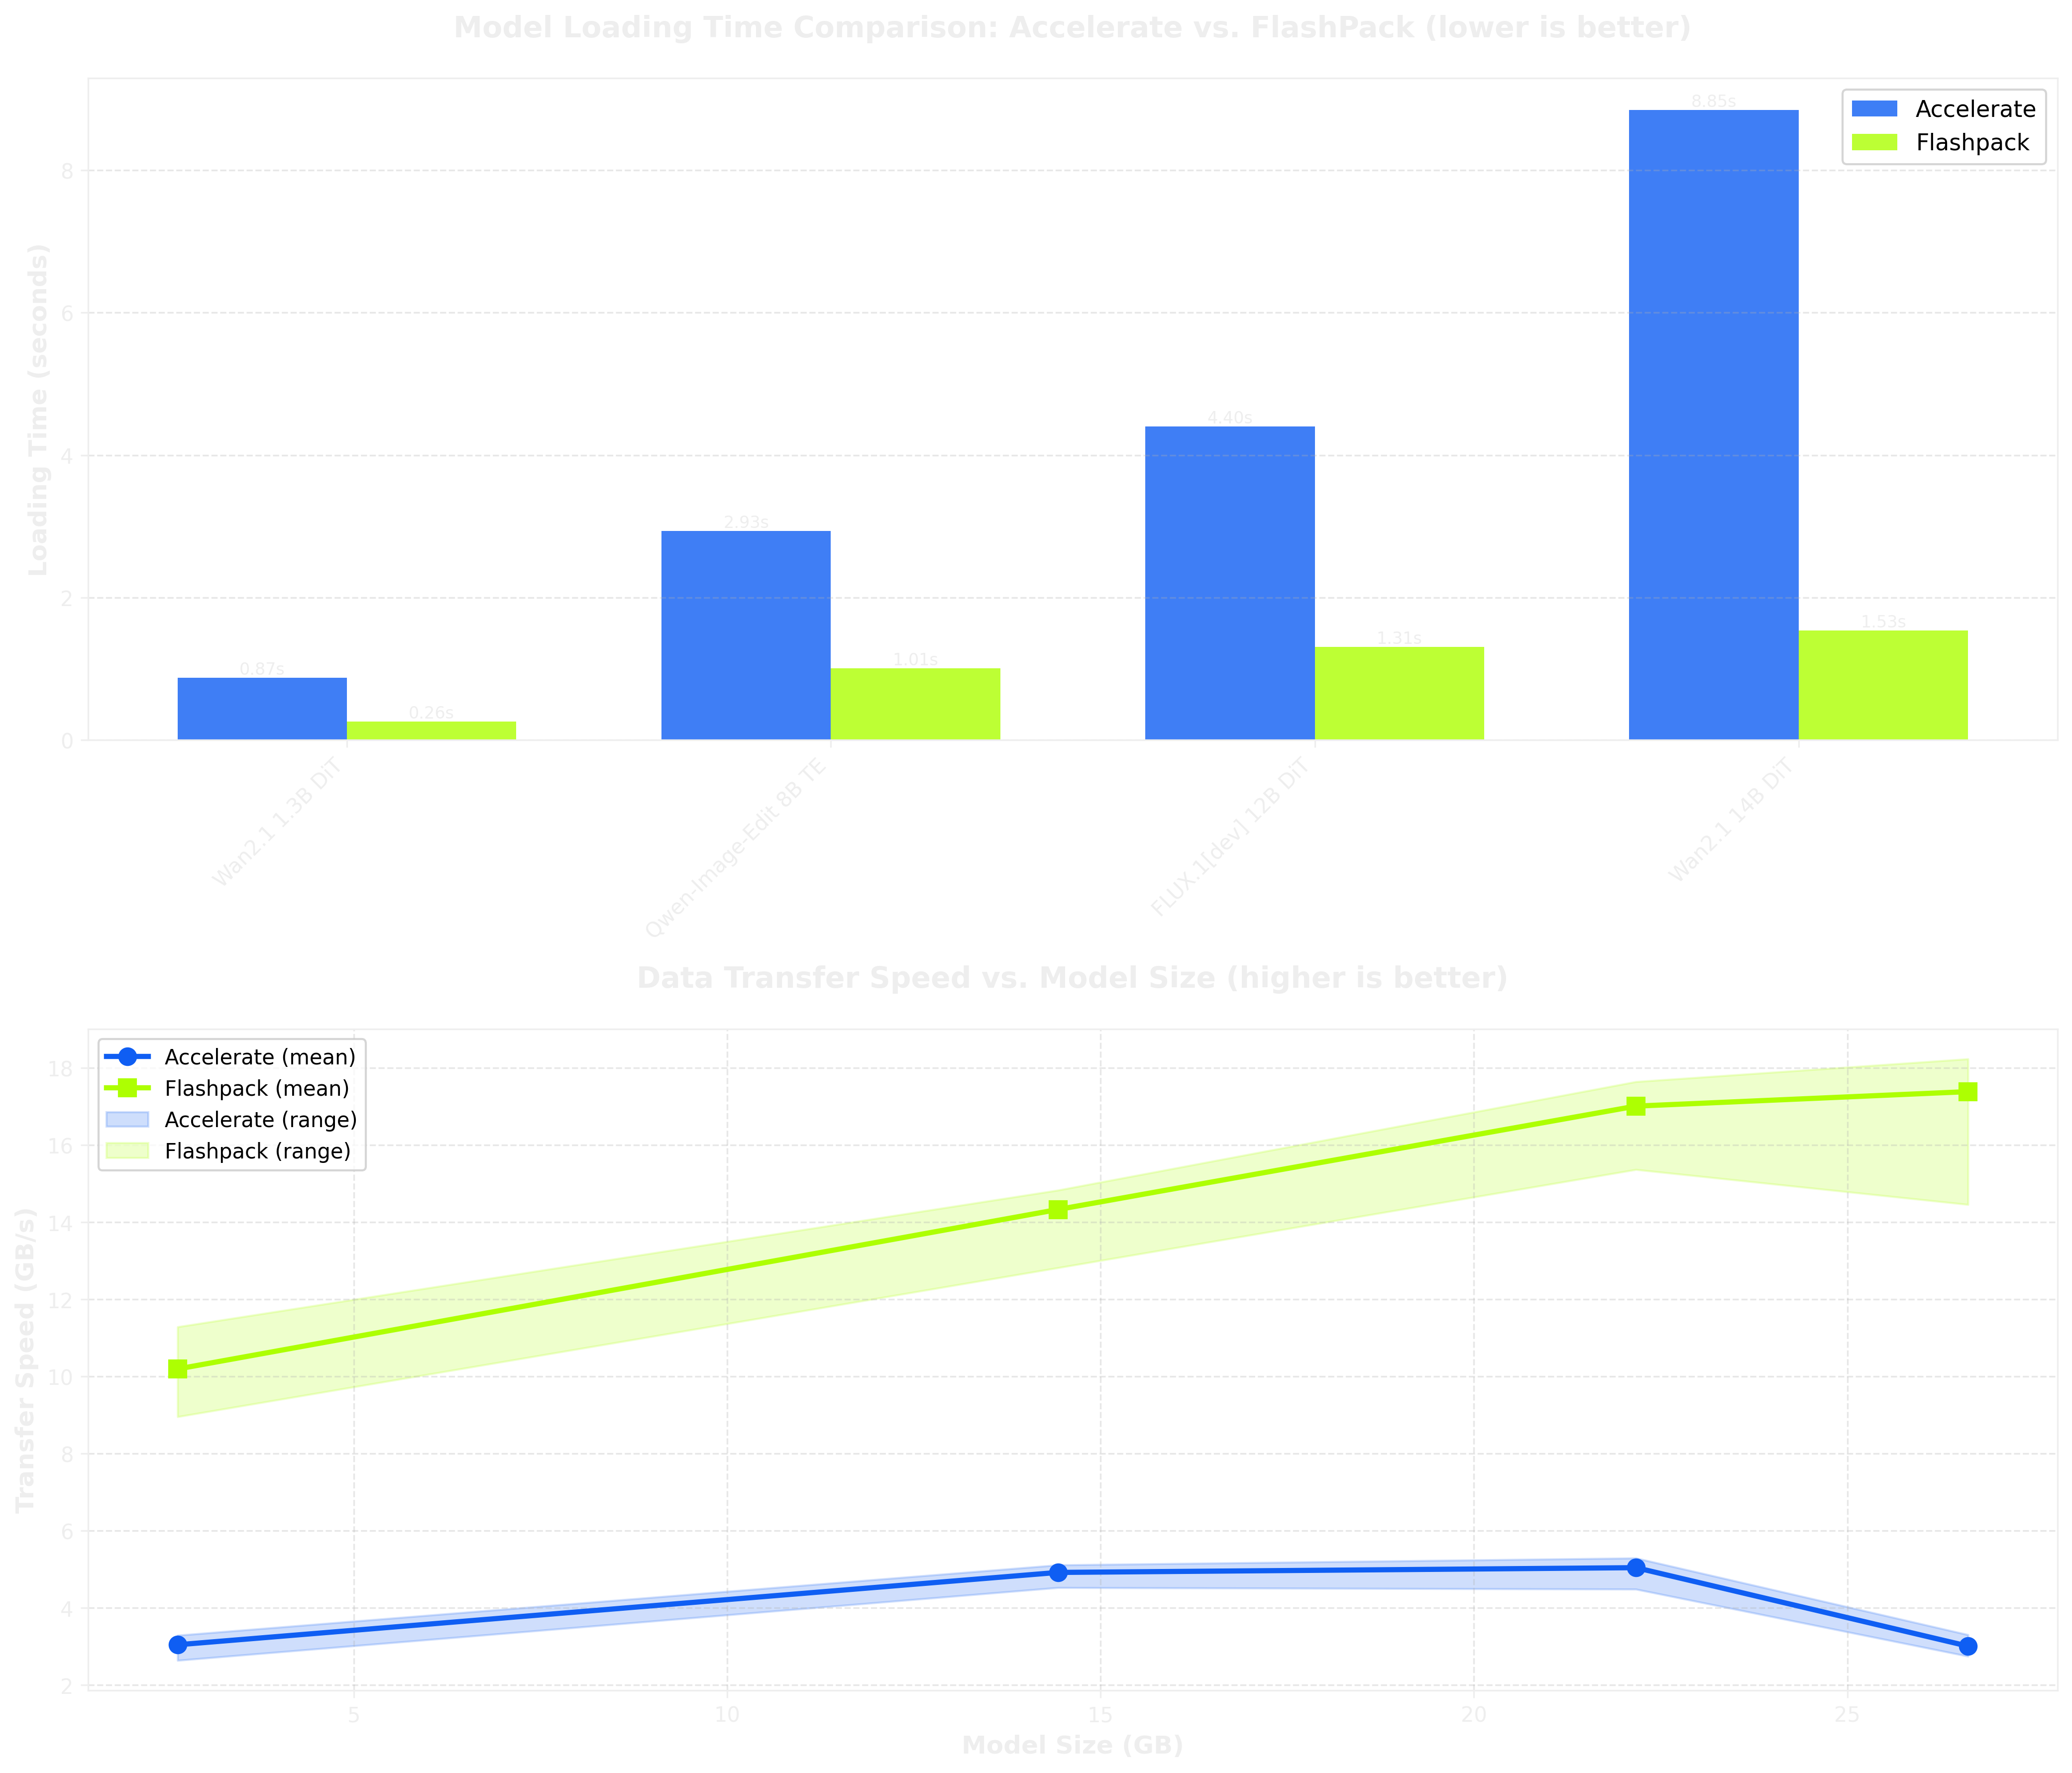 Model Loading Time Comparison: Accelerate vs. FlashPack (lower is better)
Loading Time (seconds)
8
6
4
2
0
Accelerate
Flashpack
0.87s
0.26s
2.93s
1.01s
4.40s
1.31s
8.85s
1.53s
Wan2.1 1.3B DiT
Qwen-Image-Edit 8B TE
FLUX.1[dev] 12B DiT
Wan2.1 14B DiT
Data Transfer Speed vs. Model Size (higher is better)
Transfer Speed (GB/s)
18
16
14
12
10
8
6
4
2
Accelerate (mean)
Flashpack (mean)
Accelerate (range)
Flashpack (range)
5
10
15
20
25
Model Size (GB)